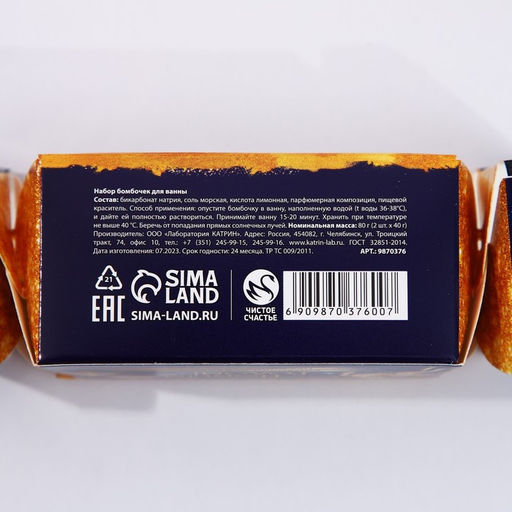 Набор бомбочек для ванны
Состав: бикарбонат натрия, соль морская, кислота лимонная, парфюмерная композиция, пищевой
краситель. Способ применения: опустите бомбочку в ванну, наполненную водой (t воды 36-38°C),
и дайте ей полностью раствориться. Принимайте ванну 15-20 минут. Хранить при температуре
не выше 40 °C. Беречь от попадания прямых солнечных лучей. Номинальная масса: 80 г (2 шт. x 40 г)
Производитель: ООО «Лаборатория КАТРИН». Адрес: Россия, 454082, г. Челябинск, ул. Троицкий
тракт, 74, офис 10, тел.: +7 (351) 245-99-15, 245-99-16. www.katrin-lab.ru. ГОСТ 32851-2014.
Дата изготовления: 07.2023. Срок годности: 24 месяца. ТР ТС 009/2011.
АРТ.: 9870376
21
EAC
SIMA
LAND
SIMA-LAND.RU
ЧИСТОЕ
СЧАСТЬЕ
6 909870 376007